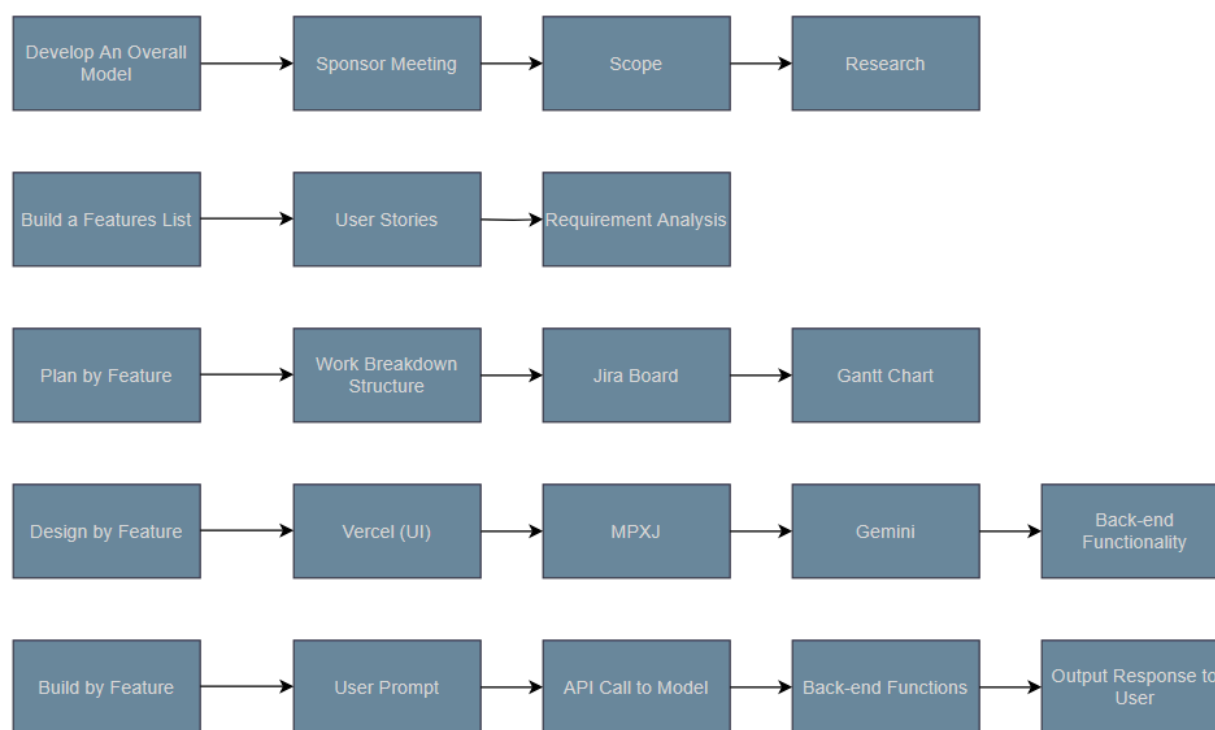 Develop An Overall
Model
Sponsor Meeting
Scope
Research
Build a Features List
User Stories
Requirement Analysis
Plan by Feature
Work Breakdown
Structure
Jira Board
Gantt Chart
Design by Feature
Vercel (UI)
MPXJ
Gemini
Back-end
Functionality
Build by Feature
User Prompt
API Call to Model
Back-end Functions
Output Response to
User